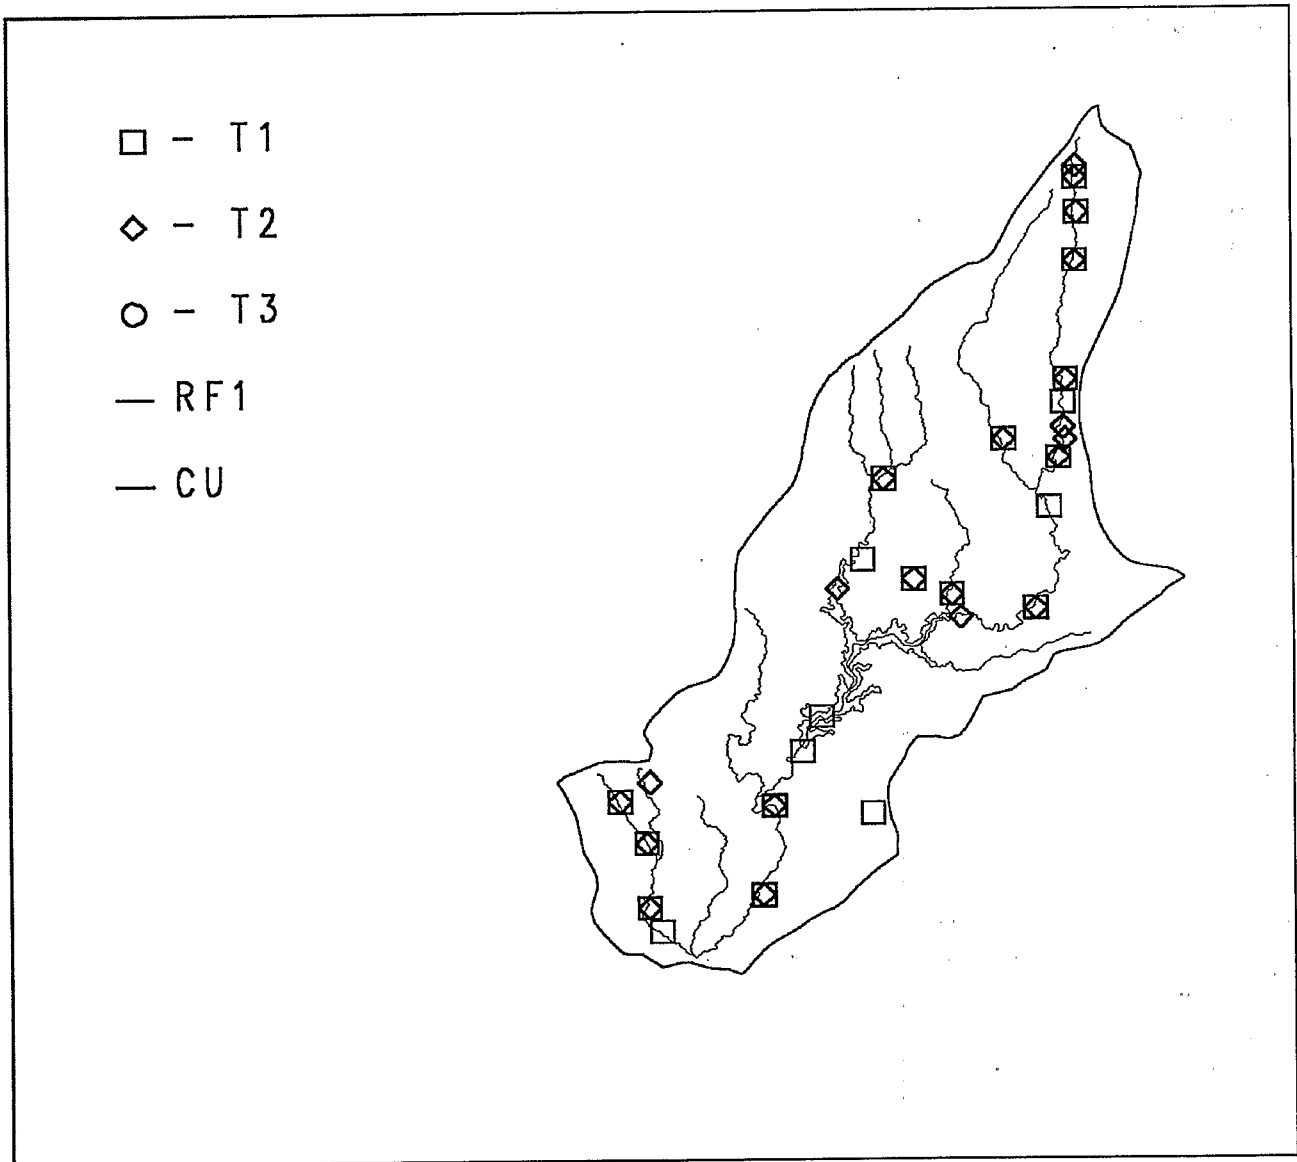 □ - T1
◇ - T2
○ - T3
— RF1
— CU